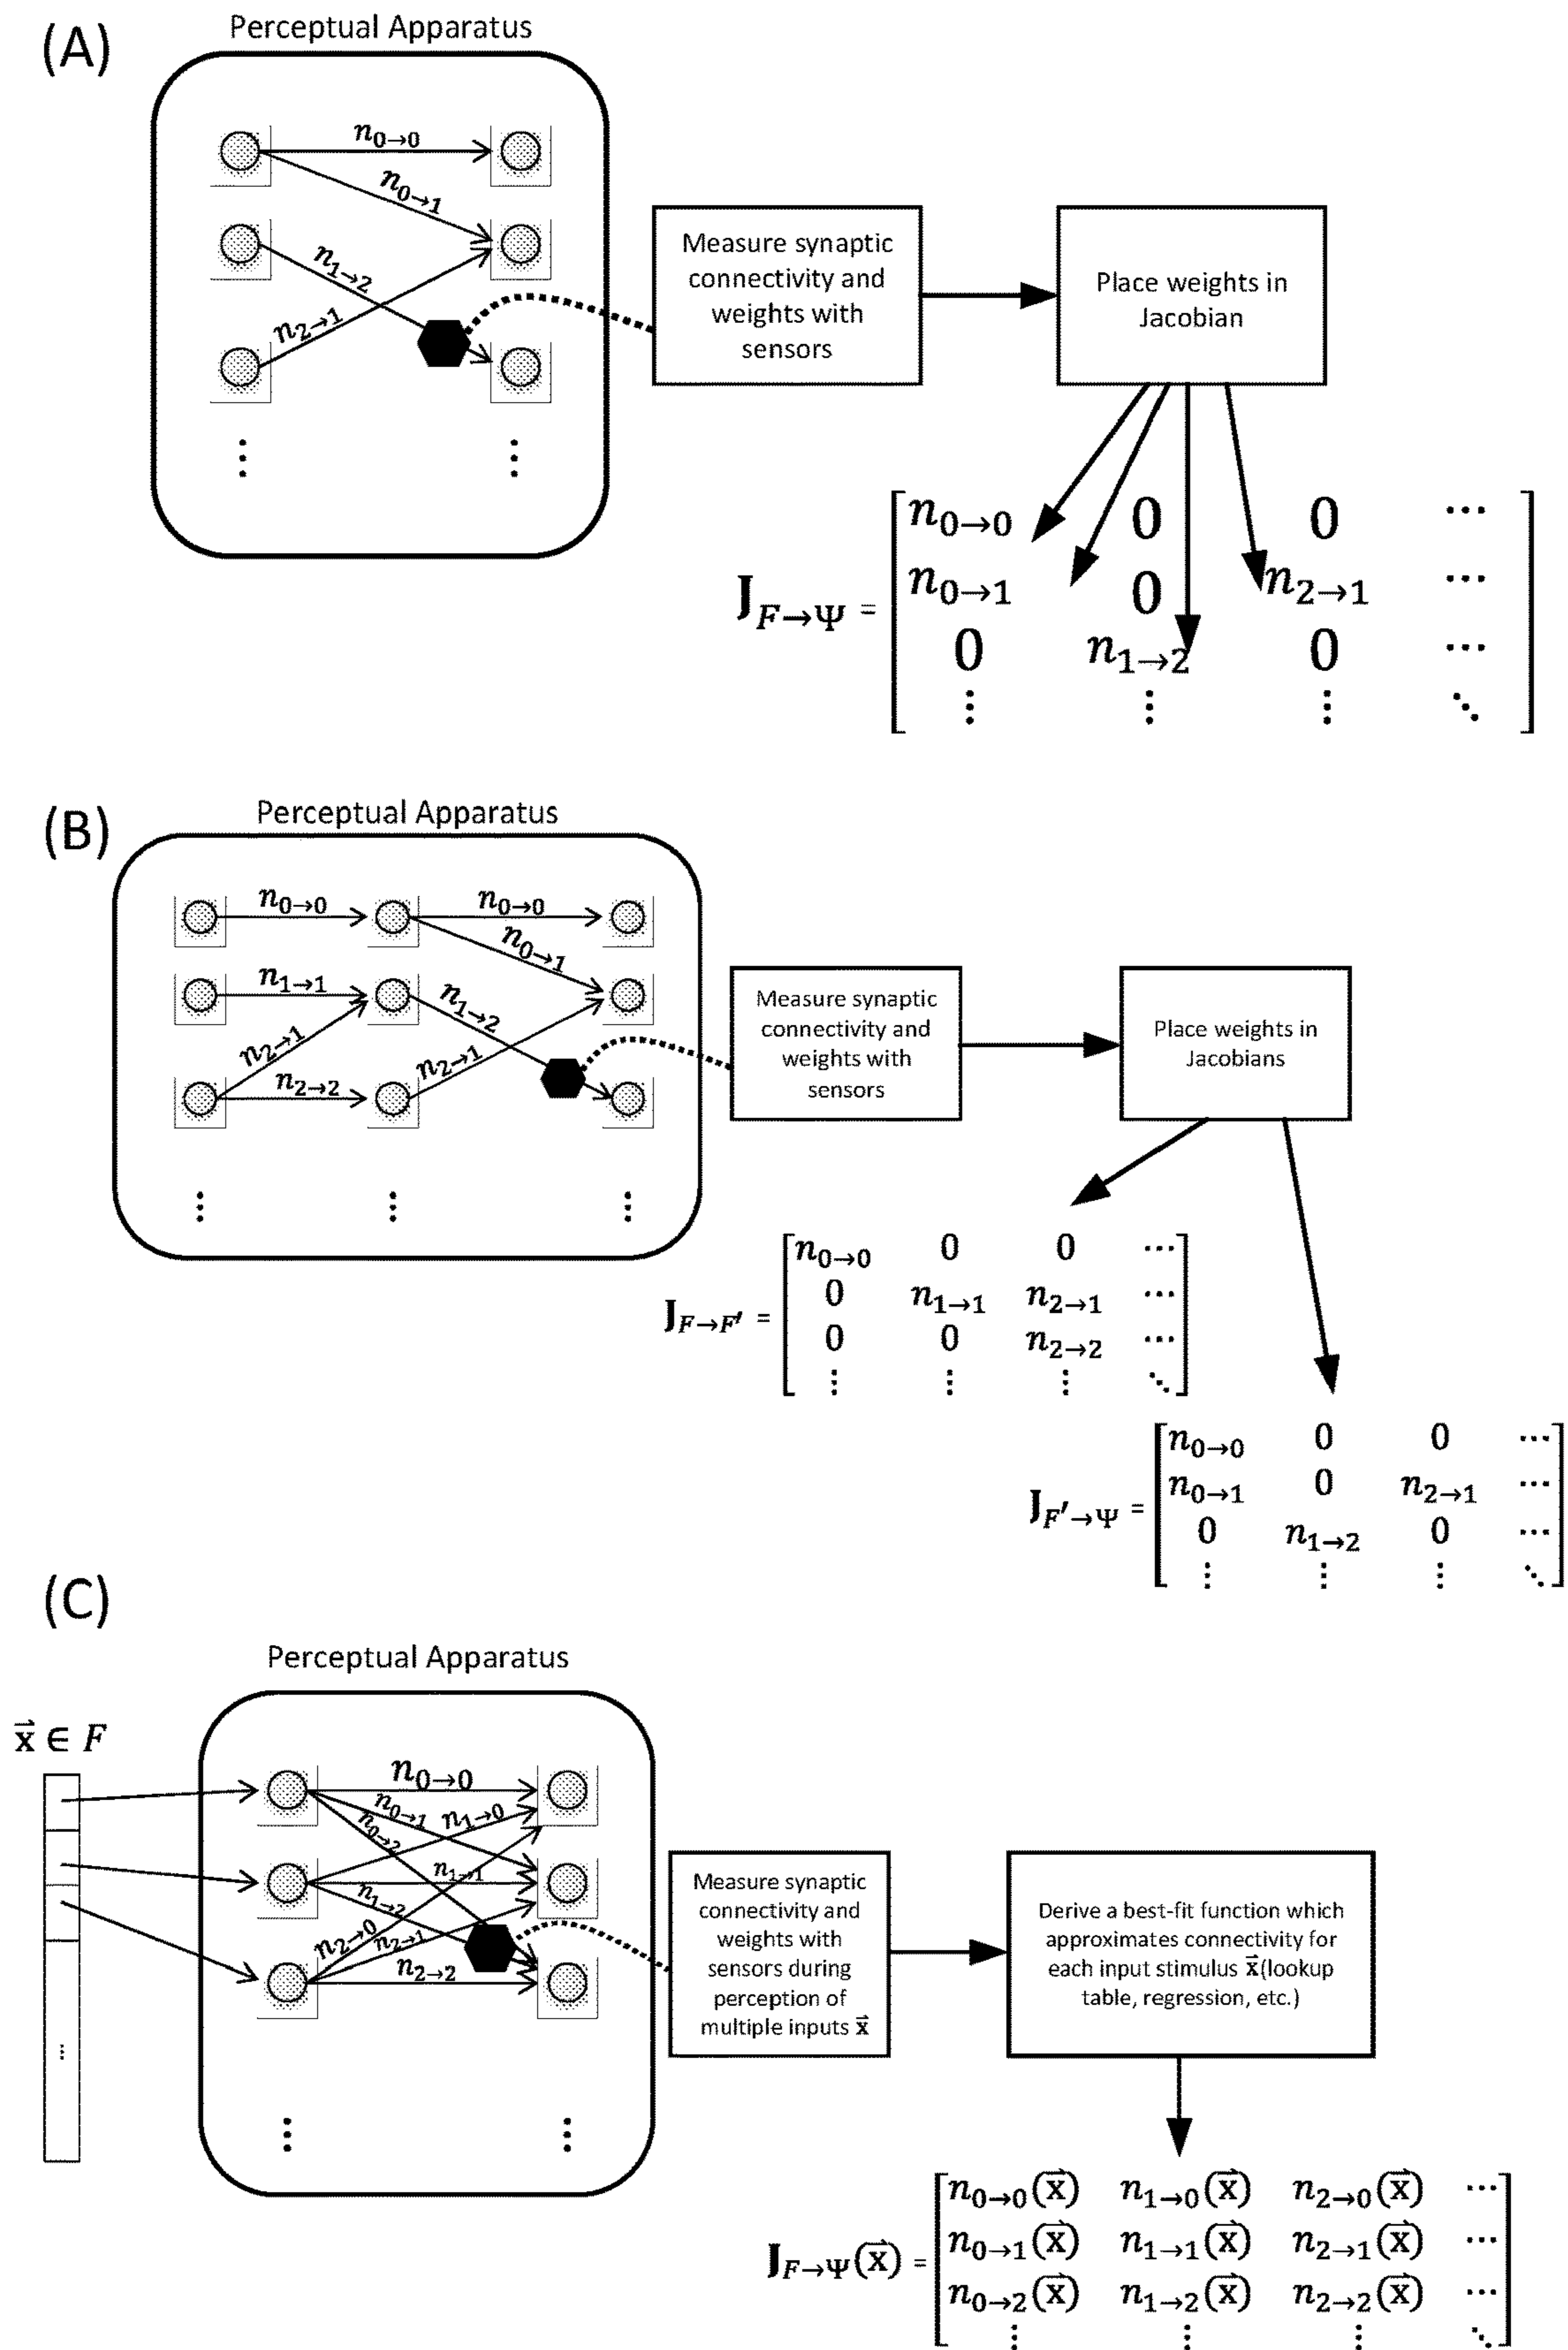 (A)
Perceptual Apparatus
n0→0
n0→1
n1→2
n2→1
⋮ ⋮
Measure synaptic
connectivity and
weights with
sensors
Place weights in
Jacobian
J F→Ψ =
n0→0 0 0 ⋯
n0→1 0 n2→1 ⋯
0 n1→2 0 ⋯
⋮ ⋮ ⋮ ⋱
(B)
Perceptual Apparatus
n0→0 n0→0
n0→1
n1→1
n1→2
n2→1
n2→1
n2→2
⋮ ⋮ ⋮
Measure synaptic
connectivity and
weights with
sensors
Place weights in
Jacobians
J F→F′ =
n0→0 0 0 ⋯
0 n1→1 n2→1 ⋯
0 0 n2→2 ⋯
⋮ ⋮ ⋮ ⋱
J F′→Ψ =
n0→0 0 0 ⋯
n0→1 0 n2→1 ⋯
0 n1→2 0 ⋯
⋮ ⋮ ⋮ ⋱
(C)
Perceptual Apparatus
x⃗ ∈ F
⋮
n0→0
n0→1 n1→0
n0→2
n1→1
n1→2
n2→0
n2→1
n2→2
⋮ ⋮
Measure synaptic
connectivity and
weights with
sensors during
perception of
multiple inputs x⃗
Derive a best-fit function which
approximates connectivity for
each input stimulus x⃗(lookup
table, regression, etc.)
J F→Ψ(x⃗) =
n0→0(x⃗) n1→0(x⃗) n2→0(x⃗) ⋯
n0→1(x⃗) n1→1(x⃗) n2→1(x⃗) ⋯
n0→2(x⃗) n1→2(x⃗) n2→2(x⃗) ⋯
⋮ ⋮ ⋮ ⋱